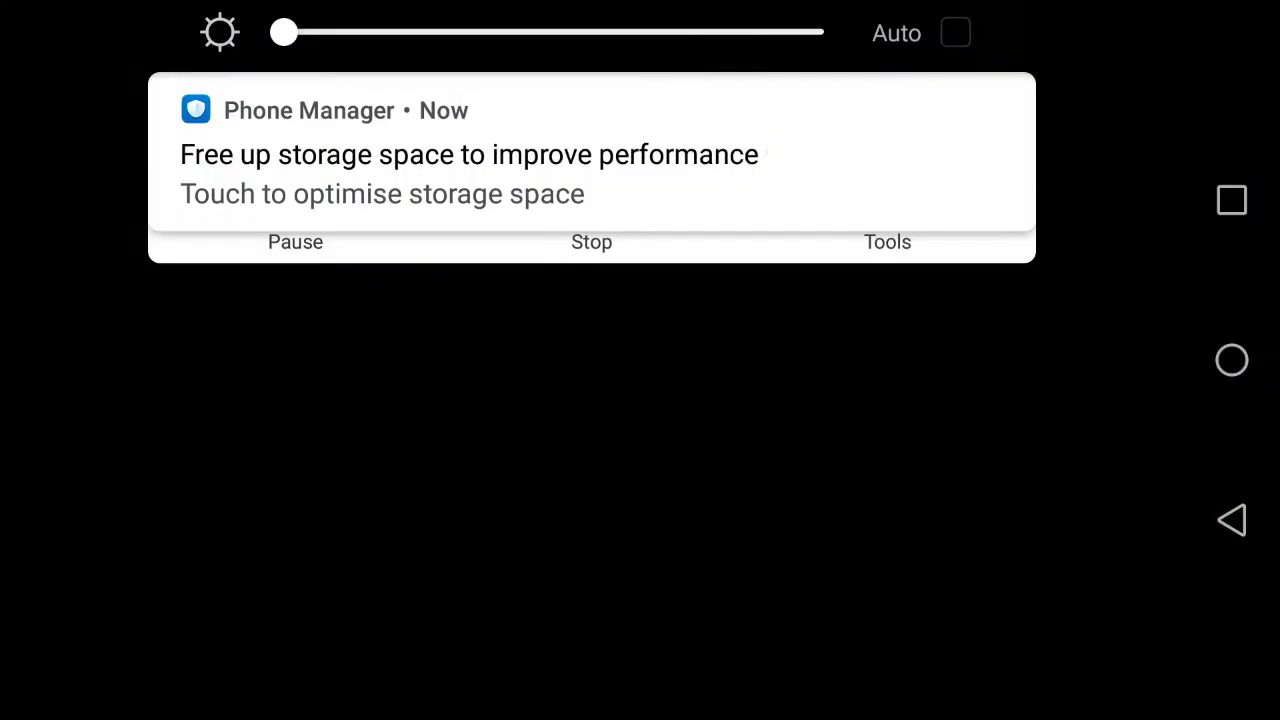 Auto
Phone Manager • Now
Free up storage space to improve performance
Touch to optimise storage space
Pause Stop Tools